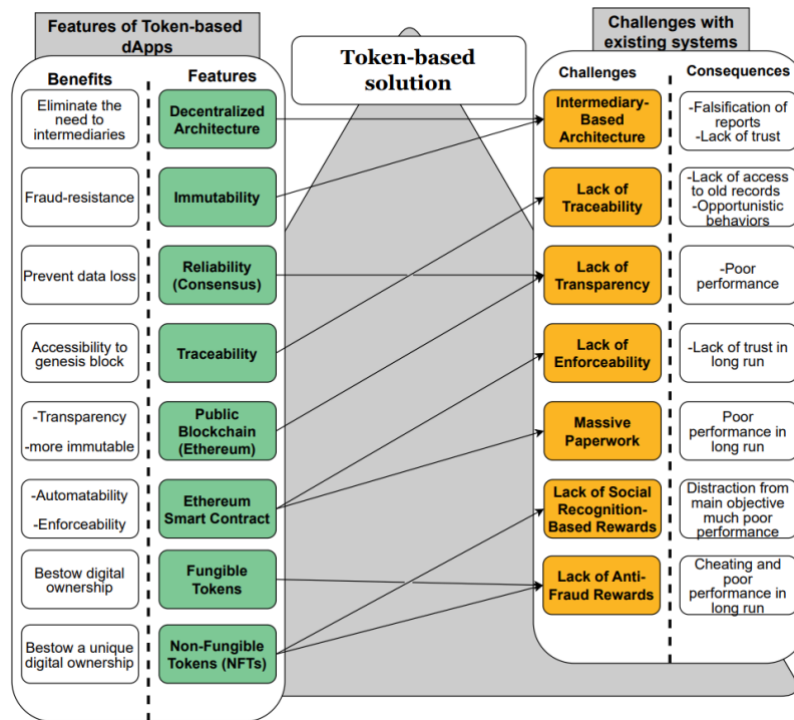 Features of Token-based
dApps
Benefits
Features
Eliminate the
need to
intermediaries
Decentralized
Architecture
Fraud-resistance
Immutability
Prevent data loss
Reliability
(Consensus)
Accessibility to
genesis block
Traceability
-Transparency
-more immutable
Public
Blockchain
(Ethereum)
-Automatability
-Enforceability
Ethereum
Smart Contract
Bestow digital
ownership
Fungible
Tokens
Bestow a unique
digital ownership
Non-Fungible
Tokens (NFTs)
Token-based
solution
Challenges with
existing systems
Challenges
Consequences
Intermediary-
Based
Architecture
-Falsification of
reports
-Lack of trust
Lack of
Traceability
-Lack of access
to old records
-Opportunistic
behaviors
Lack of
Transparency
-Poor
performance
Lack of
Enforceability
-Lack of trust in
long run
Massive
Paperwork
Poor
performance in
long run
Lack of Social
Recognition-
Based Rewards
Distraction from
main objective
much poor
performance
Lack of Anti-
Fraud Rewards
Cheating and
poor
performance in
long run